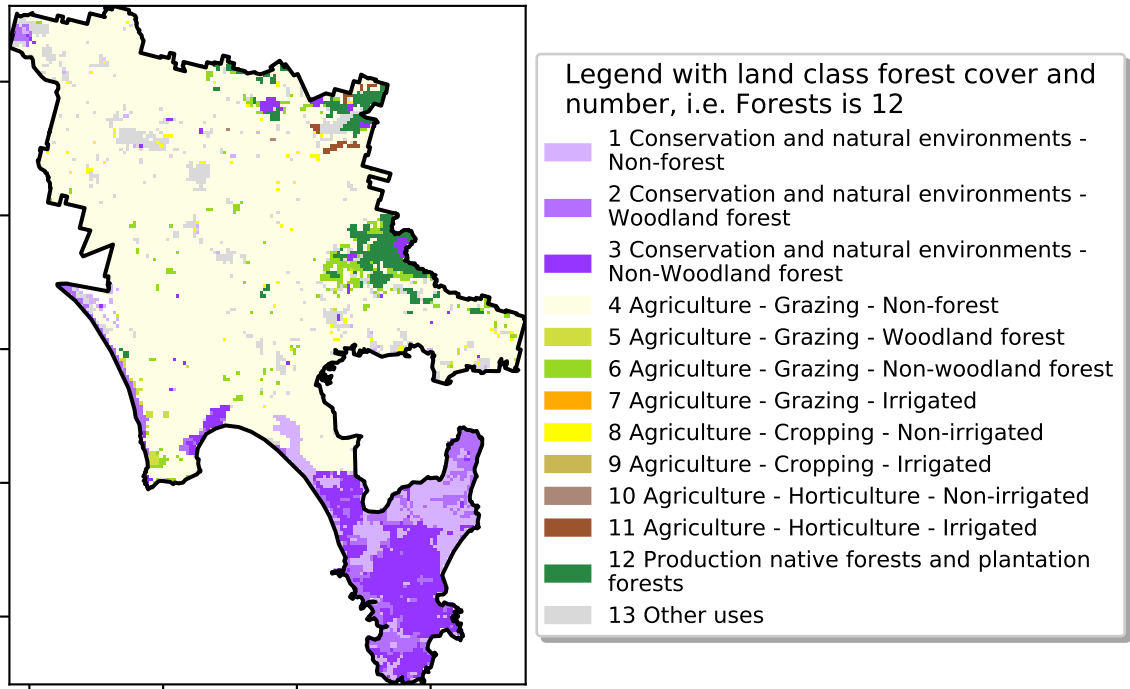 Legend with land class forest cover and
number, i.e. Forests is 12
1 Conservation and natural environments -
Non-forest
2 Conservation and natural environments -
Woodland forest
3 Conservation and natural environments -
Non-Woodland forest
4 Agriculture - Grazing - Non-forest
5 Agriculture - Grazing - Woodland forest
6 Agriculture - Grazing - Non-woodland forest
7 Agriculture - Grazing - Irrigated
8 Agriculture - Cropping - Non-irrigated
9 Agriculture - Cropping - Irrigated
10 Agriculture - Horticulture - Non-irrigated
11 Agriculture - Horticulture - Irrigated
12 Production native forests and plantation
forests
13 Other uses